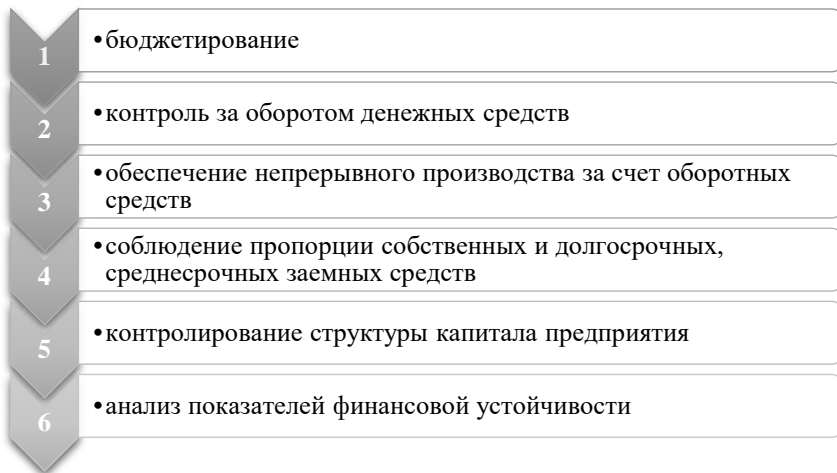 1
•бюджетирование
2
•контроль за оборотом денежных средств
3
•обеспечение непрерывного производства за счет оборотных
средств
4
•соблюдение пропорции собственных и долгосрочных,
среднесрочных заемных средств
5
•контролирование структуры капитала предприятия
6
•анализ показателей финансовой устойчивости